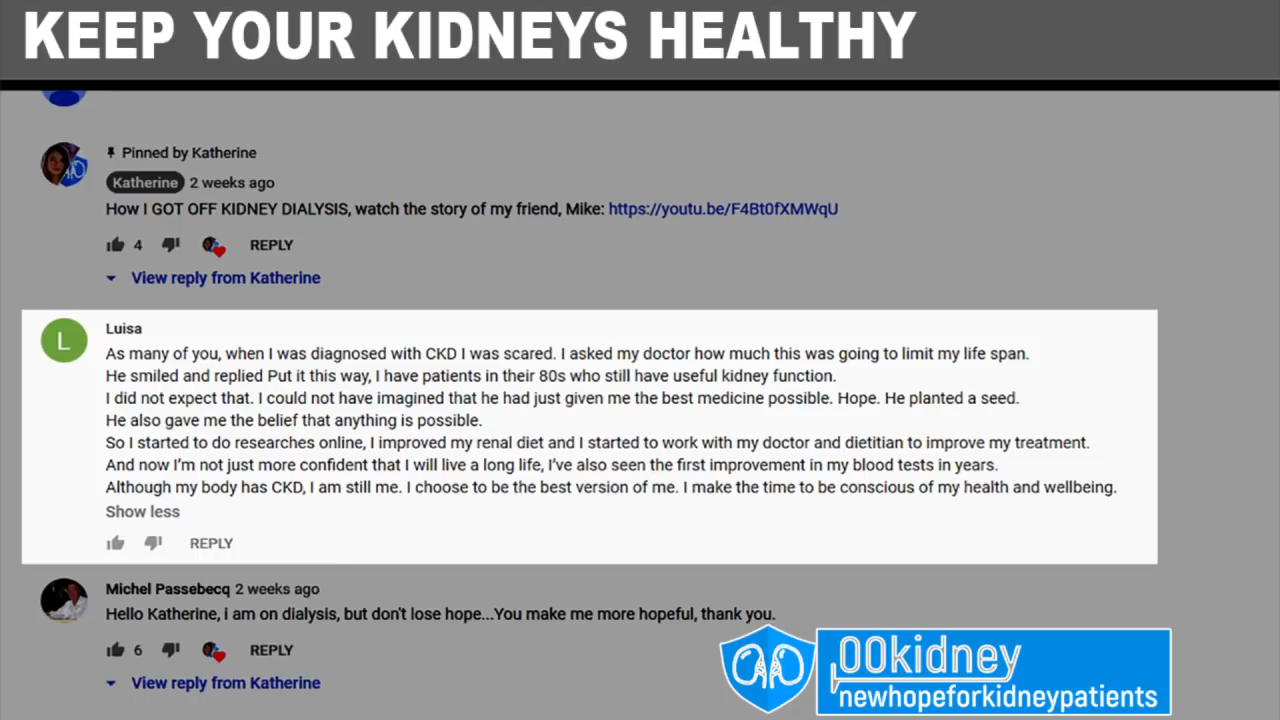 KEEP YOUR KIDNEYS HEALTHY
Pinned by Katherine
Katherine 2 weeks ago
How I GOT OFF KIDNEY DIALYSIS, watch the story of my friend, Mike: https://youtu.be/F4Bt0fXMWqU
4 REPLY
View reply from Katherine
L
Luisa
As many of you, when I was diagnosed with CKD I was scared. I asked my doctor how much this was going to limit my life span.
He smiled and replied Put it this way, I have patients in their 80s who still have useful kidney function.
I did not expect that. I could not have imagined that he had just given me the best medicine possible. Hope. He planted a seed.
He also gave me the belief that anything is possible.
So I started to do researches online, I improved my renal diet and I started to work with my doctor and dietitian to improve my treatment.
And now I'm not just more confident that I will live a long life, I've also seen the first improvement in my blood tests in years.
Although my body has CKD, I am still me. I choose to be the best version of me. I make the time to be conscious of my health and wellbeing.
Show less
REPLY
Michel Passebecq 2 weeks ago
Hello Katherine, i am on dialysis, but don't lose hope...You make me more hopeful, thank you.
6 REPLY
View reply from Katherine
00kidney
newhopeforkidneypatients